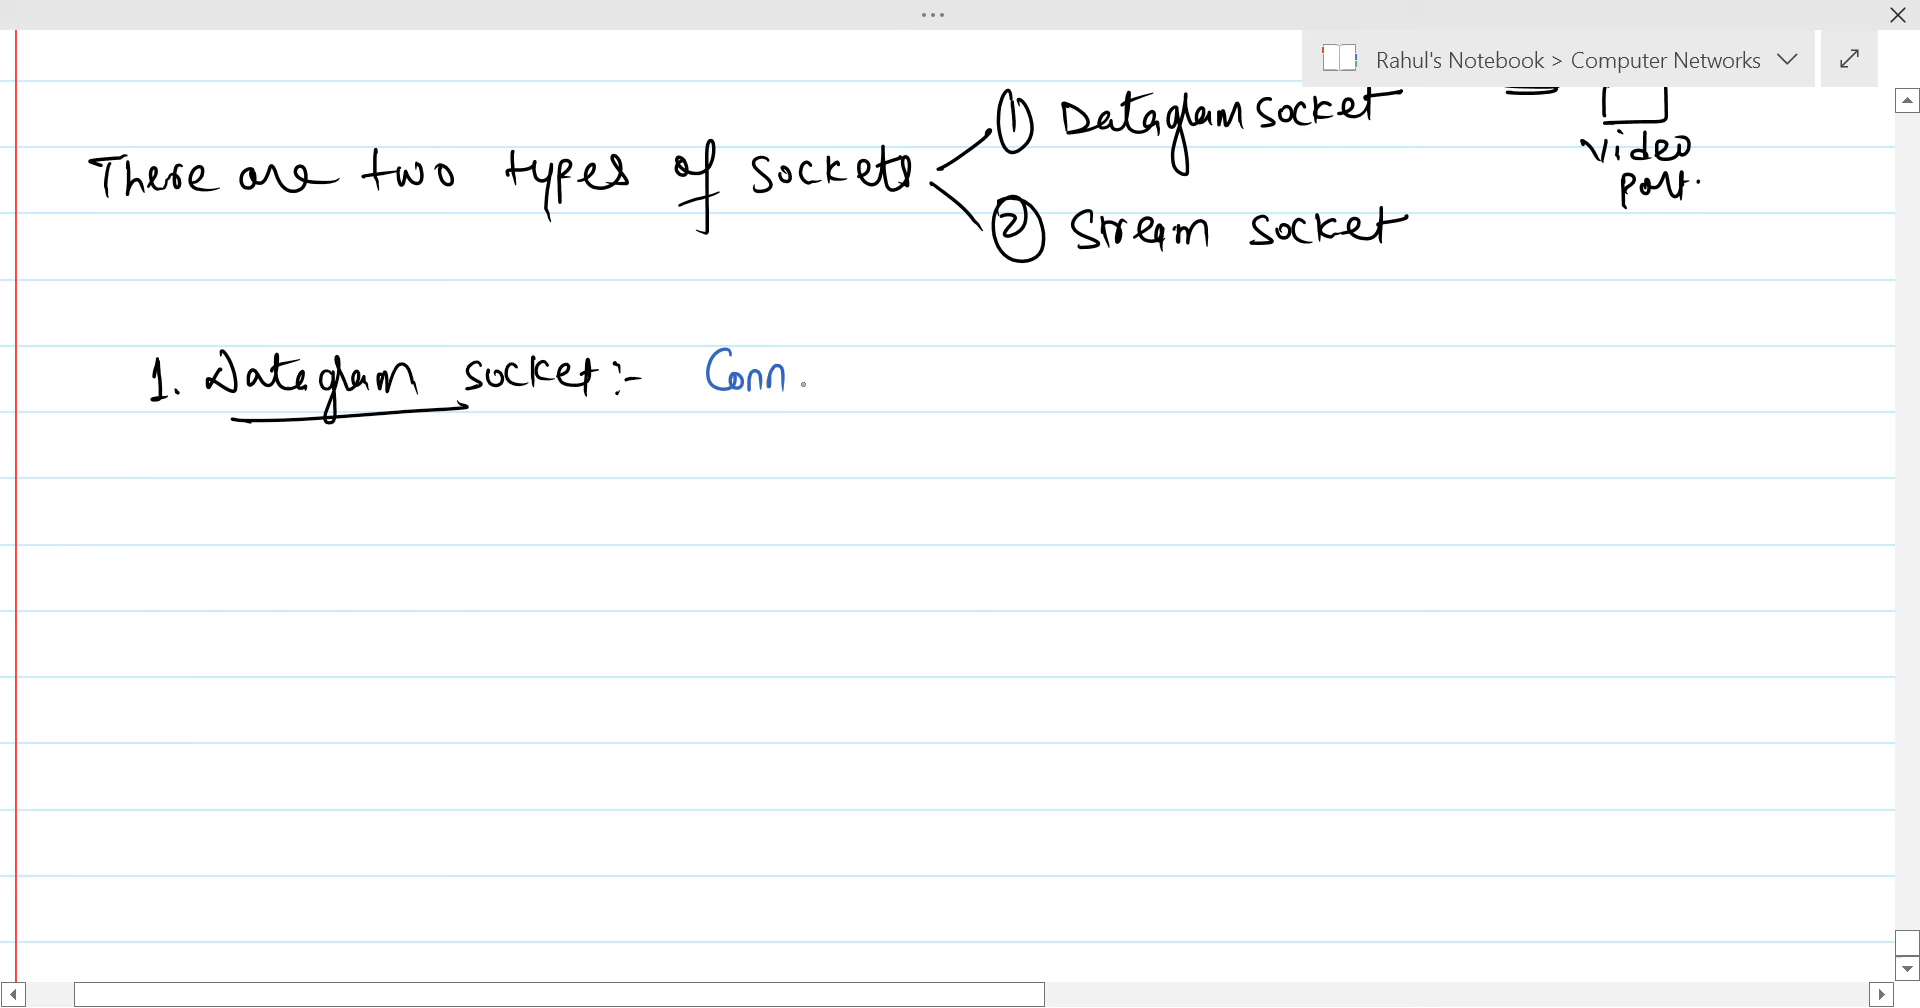 Rahul's Notebook > Computer Networks
① Datagram socket
There are two types of sockets
② Stream socket
video
port.
1. Datagram socket :- Conn